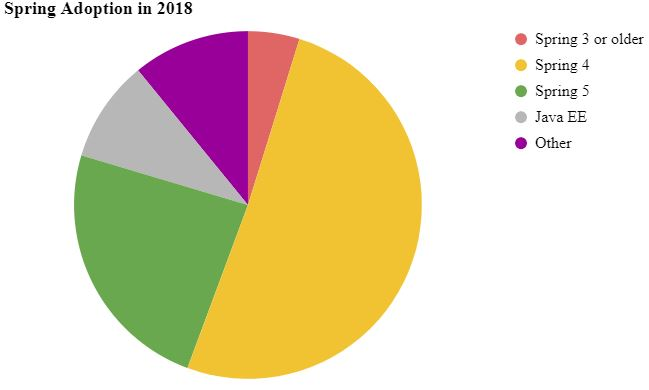 Spring Adoption in 2018
Spring 3 or older
Spring 4
Spring 5
Java EE
Other